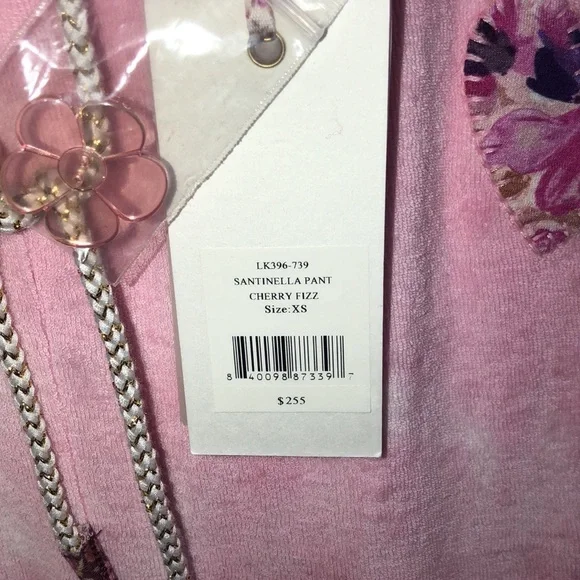 LK396-739
SANTINELLA PANT
CHERRY FIZZ
Size:XS
8 40098 87339 7
$255